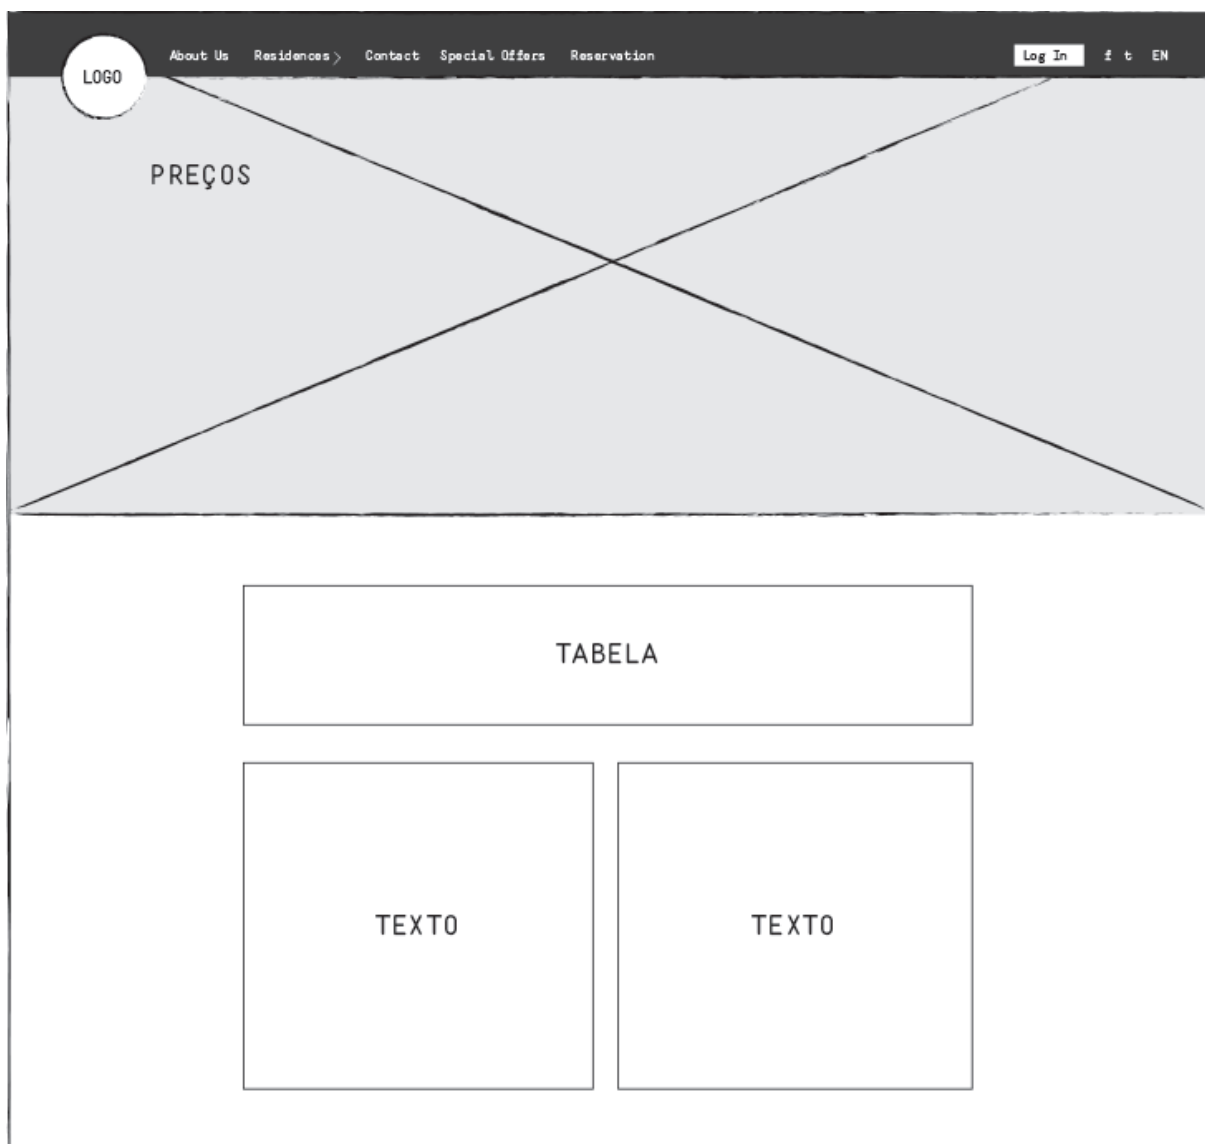 LOGO
About Us Residences Contact Special Offers Reservation Log In f t EN
PREÇOS
TABELA
TEXTO TEXTO